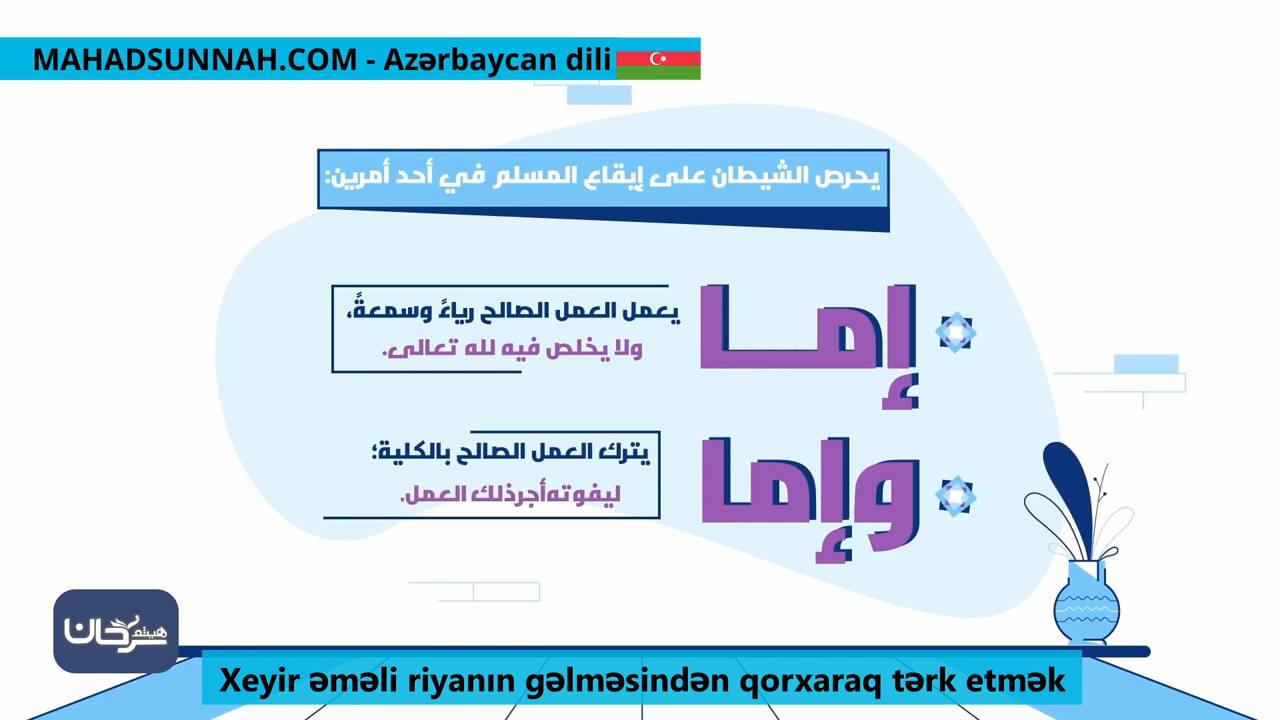 MAHADSUNNAH.COM - Azərbaycan dili
يحرص الشيطان على إيقاع المسلم في أحد أمرين:
إما
يعمل العمل الصالح رياءً وسمعةً،
ولا يخلص فيه لله تعالى.
وإما
يترك العمل الصالح بالكلية؛
ليفوته أجر ذلك العمل.
هيثم سرحان
Xeyir əməli riyanın gəlməsindən qorxaraq tərk etmək